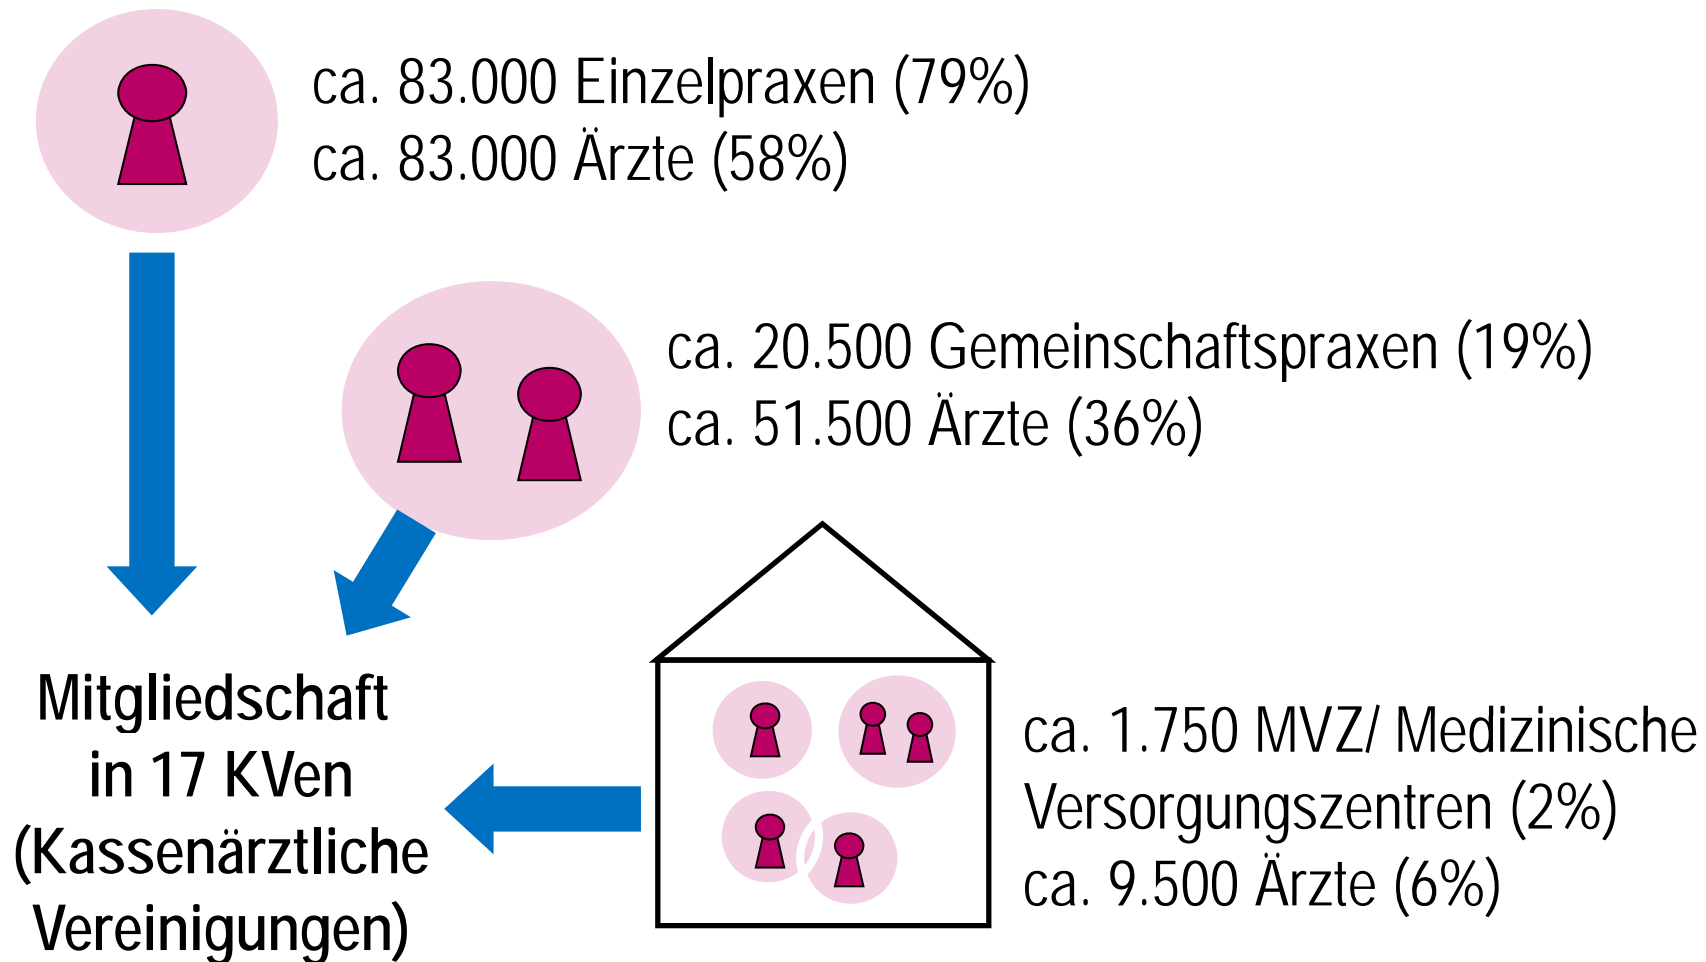 ca. 83.000 Einzelpraxen (79%)
ca. 83.000 Ärzte (58%)
ca. 20.500 Gemeinschaftspraxen (19%)
ca. 51.500 Ärzte (36%)
Mitgliedschaft
in 17 KVen
(Kassenärztliche
Vereinigungen)
ca. 1.750 MVZ/ Medizinische
Versorgungszentren (2%)
ca. 9.500 Ärzte (6%)